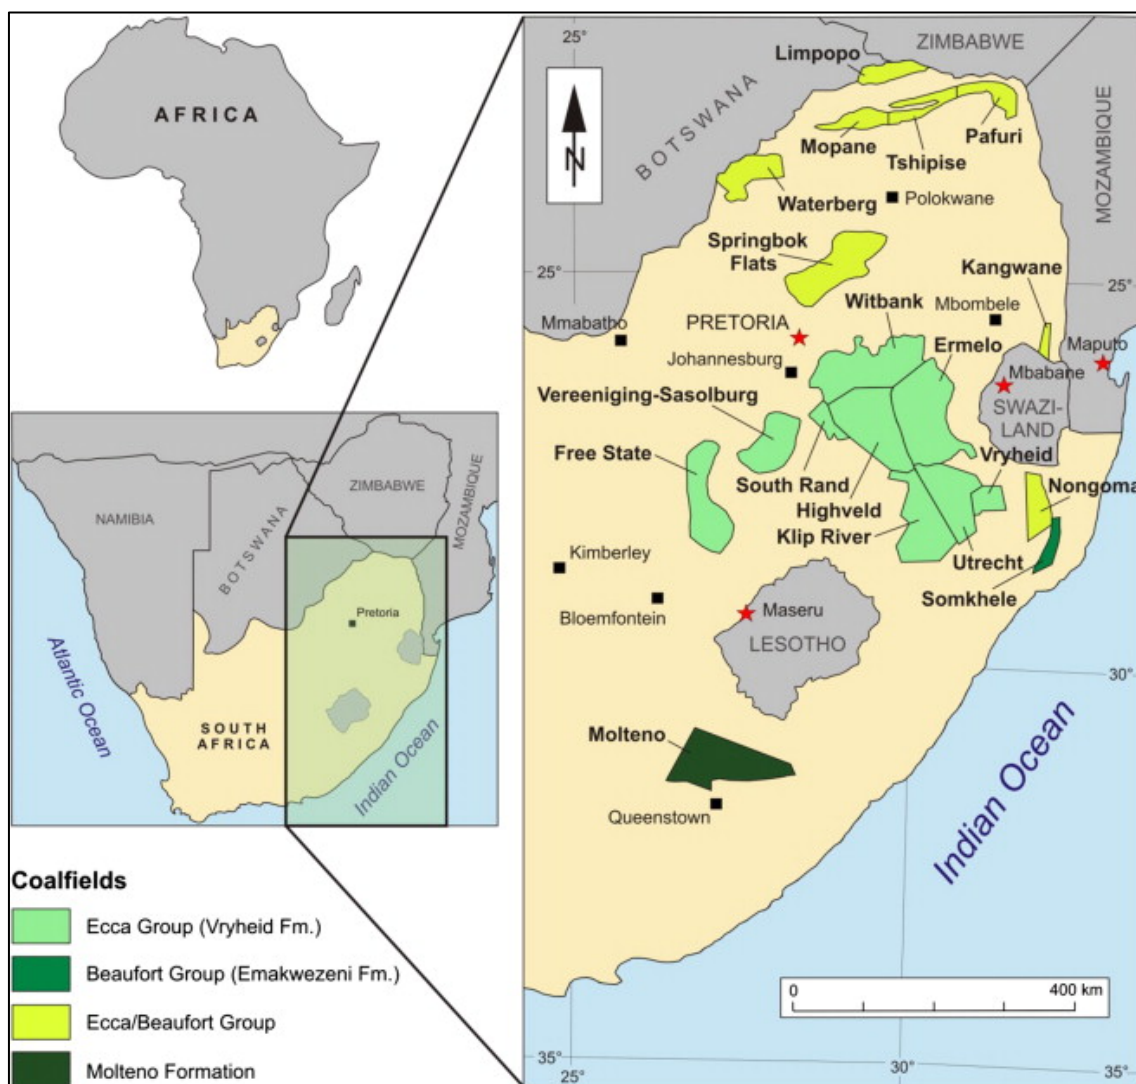 AFRICA
NAMIBIA
BOTSWANA
ZIMBABWE
MOZAMBIQUE
Pretoria
SOUTH
AFRICA
Atlantic Ocean
Indian Ocean
Coalfields
Ecca Group (Vryheid Fm.)
Beaufort Group (Emakwezeni Fm.)
Ecca/Beaufort Group
Molteno Formation
25°
ZIMBABWE
BOTSWANA
MOZAMBIQUE
N
Limpopo
Mopane
Tshipise
Pafuri
Waterberg
Polokwane
Springbok
Flats
25°
25°
Kangwane
Witbank
Mbombele
Mmabatho
PRETORIA
Ermelo
Maputo
Johannesburg
Mbabane
Vereeniging-Sasolburg
SWAZI-
LAND
Free State
Vryheid
South Rand
Nongoma
Highveld
Klip River
Kimberley
Utrecht
Somkhele
Bloemfontein
Maseru
LESOTHO
30°
Molteno
Queenstown
Indian Ocean
0
400 km
35°
25°
30°
35°